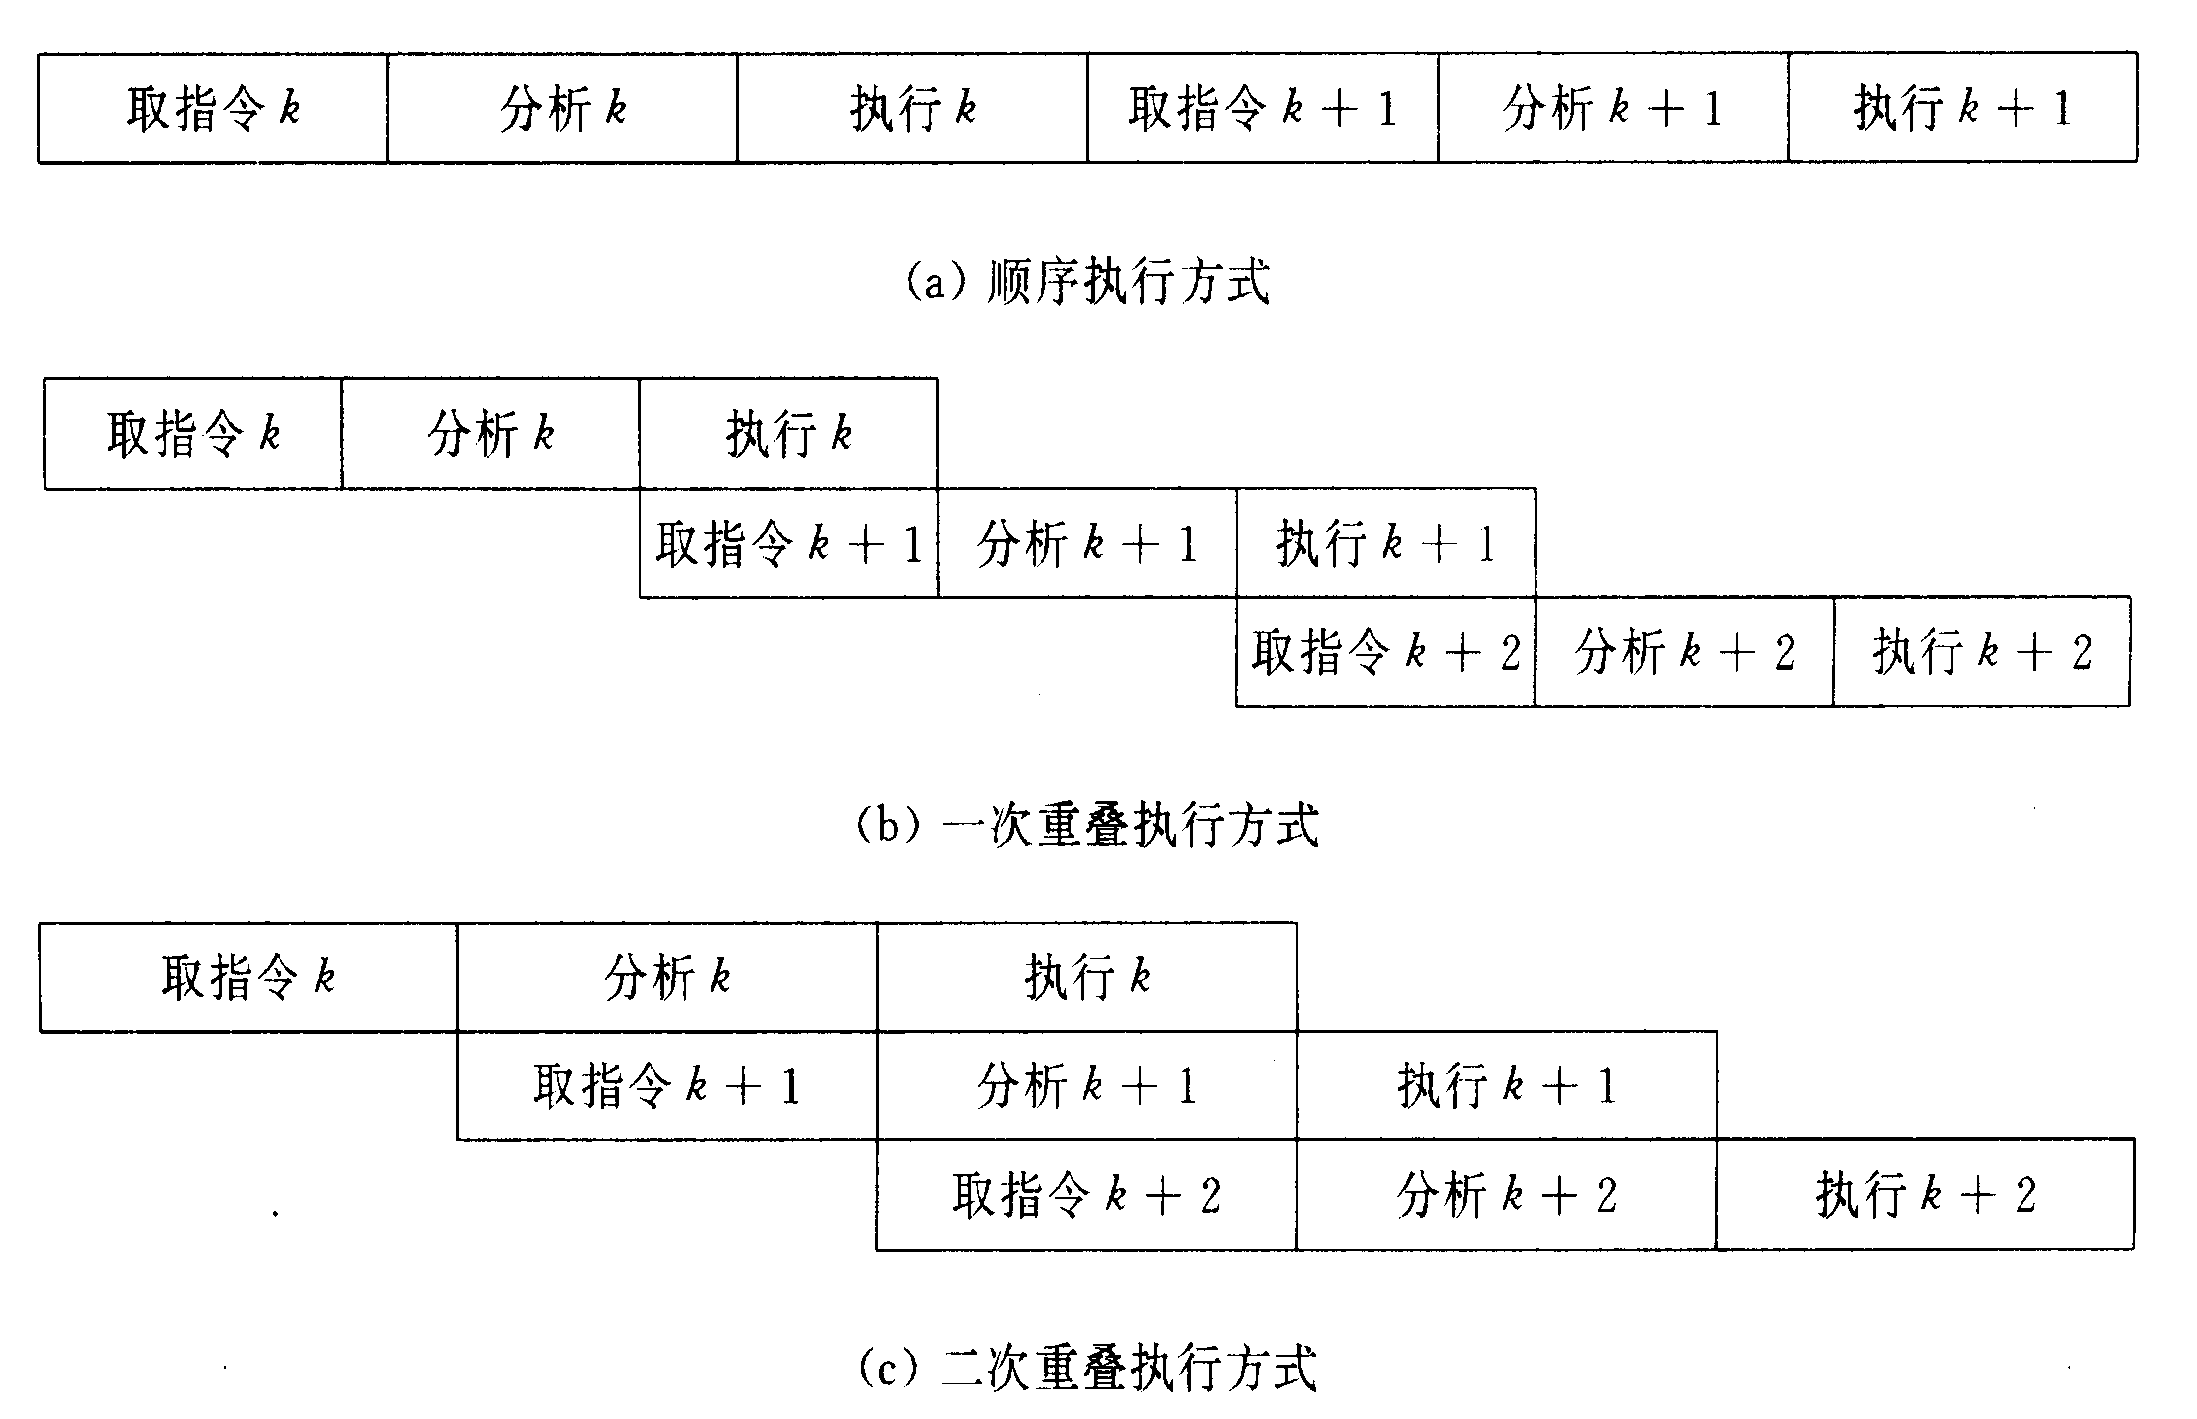 取指令 k 分析 k 执行 k 取指令 k + 1 分析 k + 1 执行 k + 1
(a) 顺序执行方式
取指令 k 分析 k 执行 k
取指令 k + 1 分析 k + 1 执行 k + 1
取指令 k + 2 分析 k + 2 执行 k + 2
(b) 一次重叠执行方式
取指令 k 分析 k 执行 k
取指令 k + 1 分析 k + 1 执行 k + 1
取指令 k + 2 分析 k + 2 执行 k + 2
(c) 二次重叠执行方式